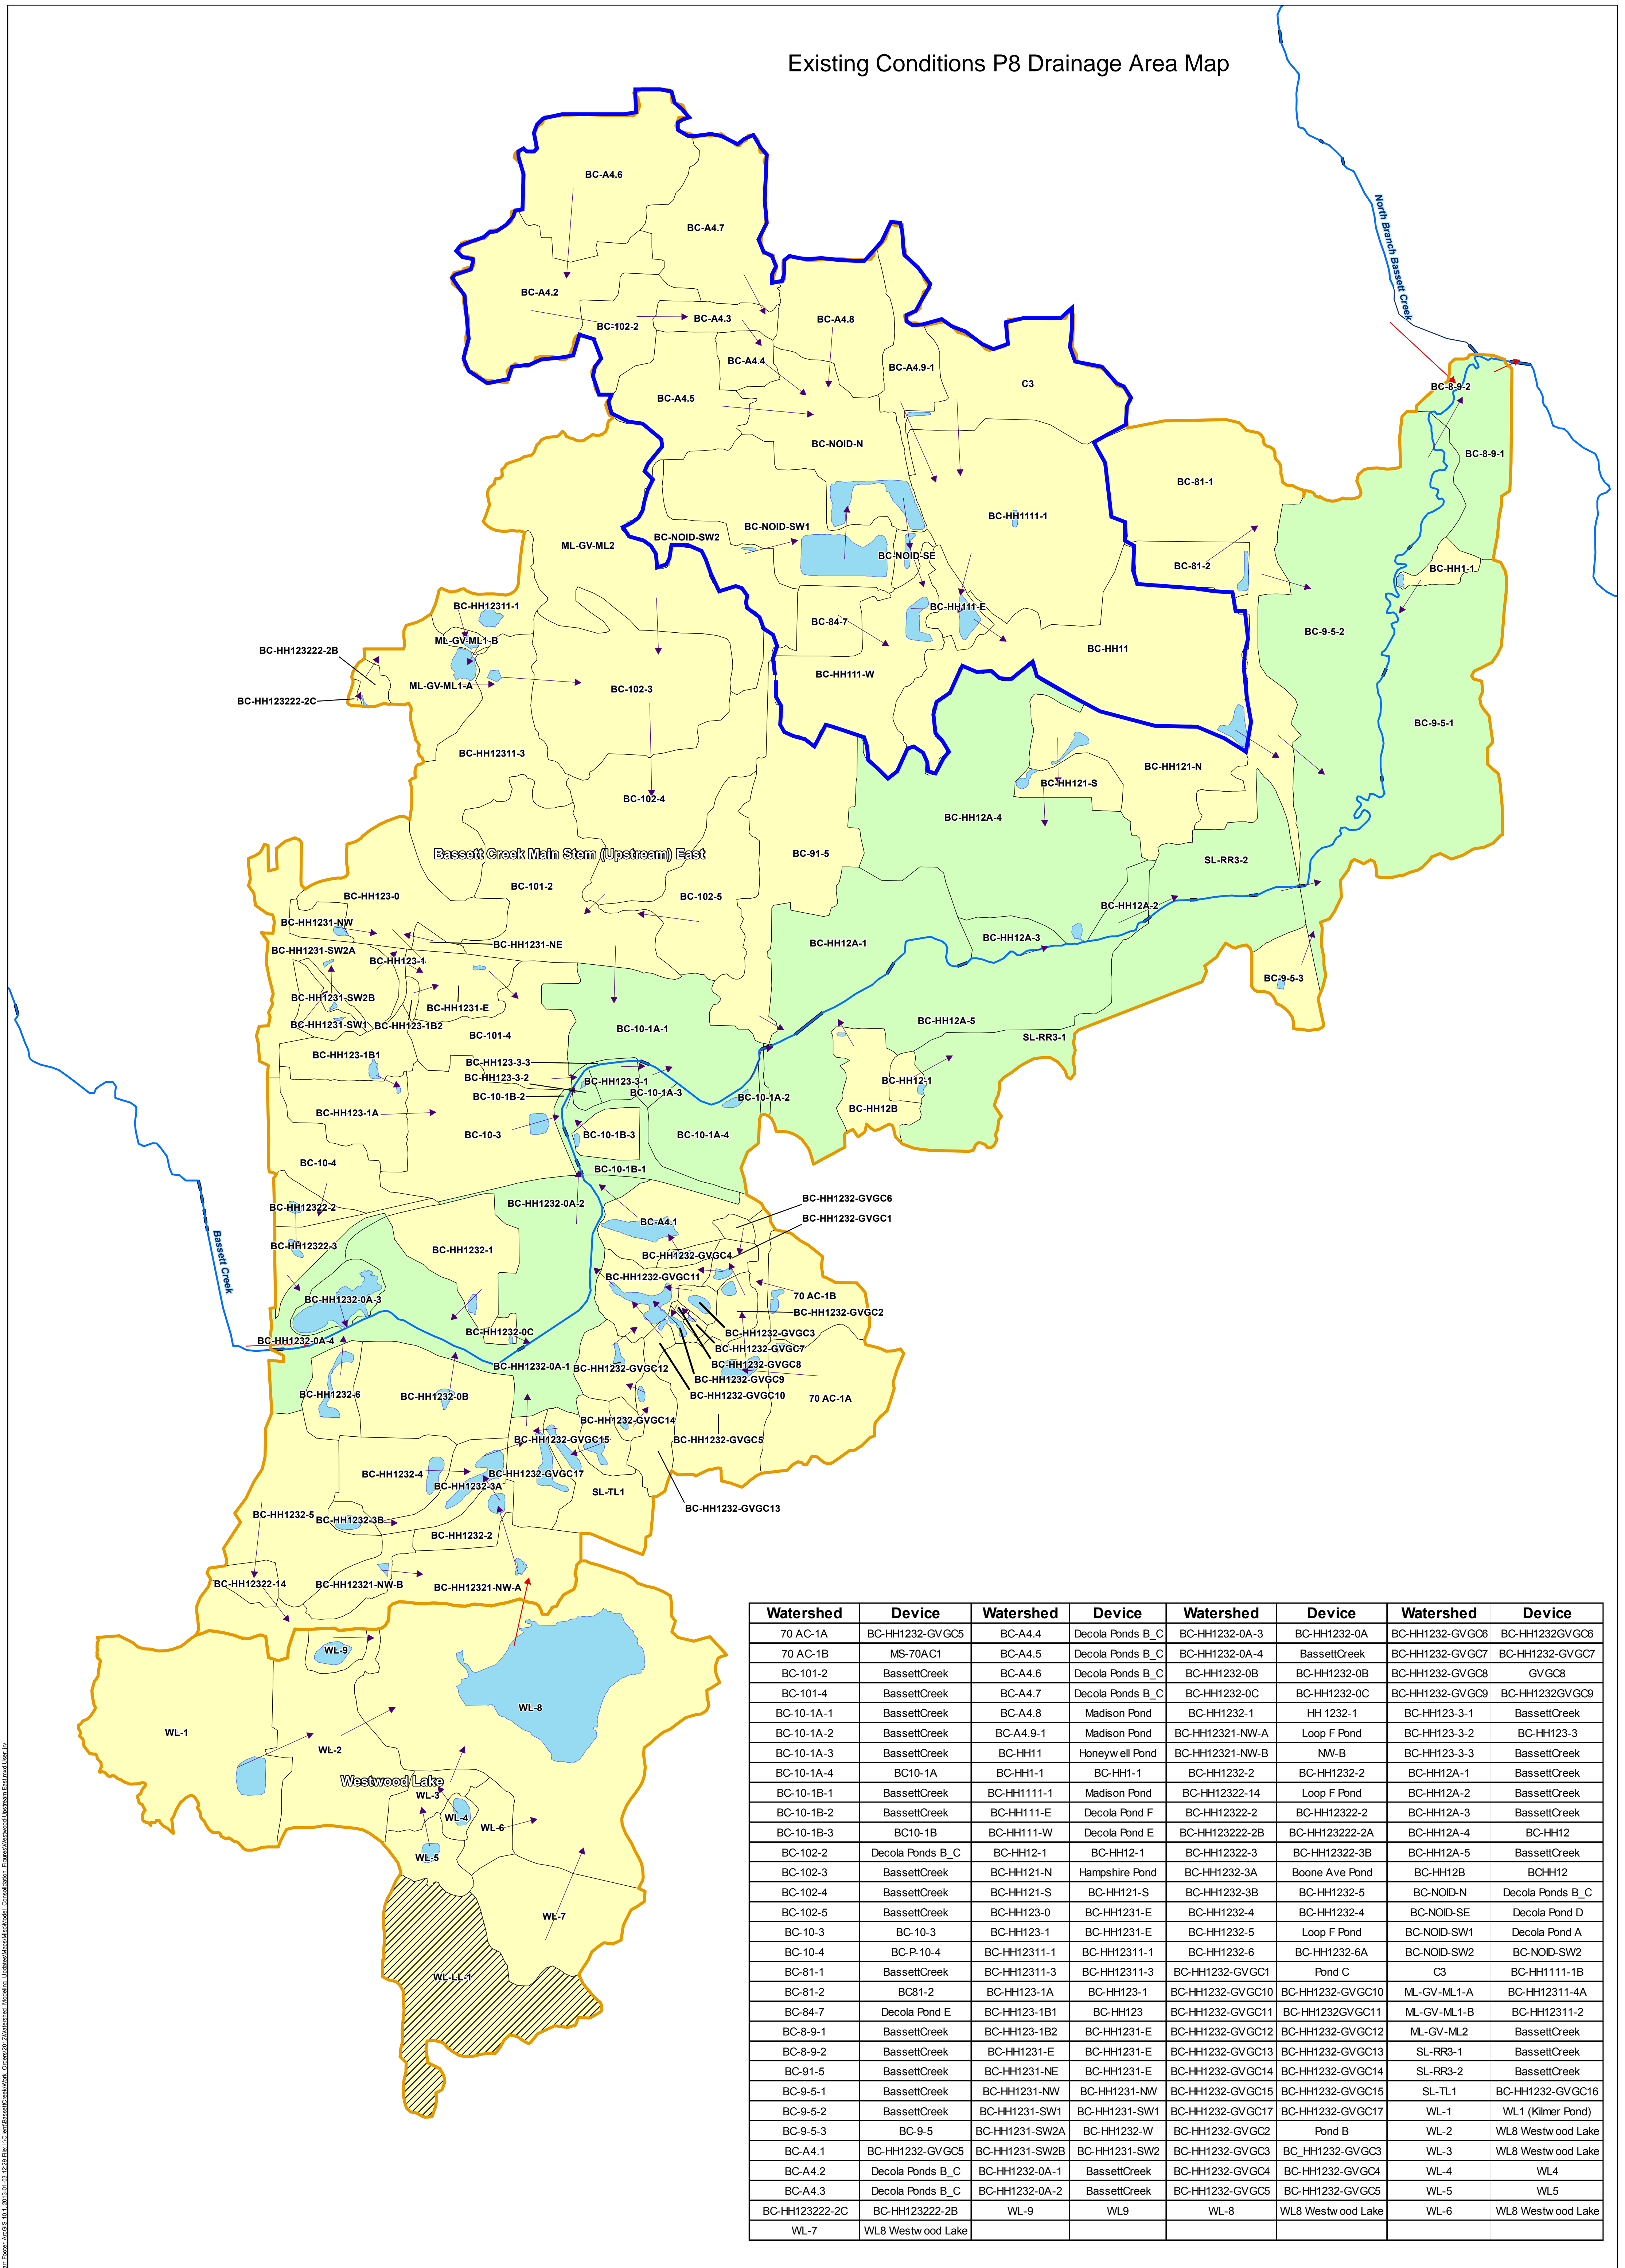 Existing Conditions P8 Drainage Area Map
North Branch Bassett Creek
BC-A4.6
BC-A4.7
BC-A4.2
BC-102-2
BC-A4.3
BC-A4.8
BC-A4.4
BC-A4.9-1
C3
BC-8-9-2
BC-A4.5
BC-NOID-N
BC-8-9-1
BC-81-1
BC-HH1111-1
BC-NOID-SW1
BC-NOID-SW2
ML-GV-ML2
BC-NOID-SE
BC-81-2
BC-HH1-1
BC-HH12311-1
BC-HH111-E
BC-84-7
BC-9-5-2
ML-GV-ML1-B
BC-HH123222-2B
BC-HH11
BC-HH111-W
ML-GV-ML1-A
BC-102-3
BC-HH123222-2C
BC-9-5-1
BC-HH12311-3
BC-HH121-N
BC-HH121-S
BC-102-4
BC-HH12A-4
Bassett Creek Main Stem (Upstream) East
BC-91-5
SL-RR3-2
BC-101-2
BC-HH123-0
BC-102-5
BC-HH12A-2
BC-HH1231-NW
BC-HH12A-3
BC-HH1231-NE
BC-HH12A-1
BC-HH1231-SW2A
BC-HH123-1
BC-9-5-3
BC-HH1231-SW2B
BC-HH1231-E
BC-HH1231-SW1
BC-HH123-1B2
BC-HH12A-5
BC-10-1A-1
BC-101-4
SL-RR3-1
BC-HH123-1B1
BC-HH123-3-3
BC-HH123-3-2
BC-HH123-3-1
BC-HH12-1
BC-10-1A-3
BC-10-1B-2
BC-10-1A-2
BC-HH12B
BC-HH123-1A
BC-10-3
BC-10-1B-3
BC-10-1A-4
BC-10-4
BC-10-1B-1
BC-HH1232-GVGC6
BC-HH1232-0A-2
BC-HH12322-2
BC-HH1232-GVGC1
BC-A4.1
BC-HH12322-3
BC-HH1232-1
BC-HH1232-GVGC4
Bassett Creek
BC-HH1232-GVGC11
70 AC-1B
BC-HH1232-0A-3
BC-HH1232-GVGC2
BC-HH1232-0C
BC-HH1232-GVGC3
BC-HH1232-0A-4
BC-HH1232-GVGC7
BC-HH1232-GVGC8
BC-HH1232-0A-1
BC-HH1232-GVGC12
BC-HH1232-GVGC9
BC-HH1232-6
BC-HH1232-0B
BC-HH1232-GVGC10
70 AC-1A
BC-HH1232-GVGC14
BC-HH1232-GVGC15
BC-HH1232-GVGC5
BC-HH1232-4
BC-HH1232-GVGC17
BC-HH1232-3A
SL-TL1
BC-HH1232-GVGC13
BC-HH1232-5
BC-HH1232-3B
BC-HH1232-2
BC-HH12322-14
BC-HH12321-NW-B
BC-HH12321-NW-A
WL-9
WL-8
WL-1
WL-2
Westwood Lake
WL-3
WL-4
WL-6
WL-5
WL-7
WL-LL-1
Watershed Device Watershed Device Watershed Device Watershed Device
70 AC-1A BC-HH1232-GVGC5 BC-A4.4 Decola Ponds B_C BC-HH1232-0A-3 BC-HH1232-0A BC-HH1232-GVGC6 BC-HH1232GVGC6
70 AC-1B MS-70AC1 BC-A4.5 Decola Ponds B_C BC-HH1232-0A-4 BassettCreek BC-HH1232-GVGC7 BC-HH1232-GVGC7
BC-101-2 BassettCreek BC-A4.6 Decola Ponds B_C BC-HH1232-0B BC-HH1232-0B BC-HH1232-GVGC8 GVGC8
BC-101-4 BassettCreek BC-A4.7 Decola Ponds B_C BC-HH1232-0C BC-HH1232-0C BC-HH1232-GVGC9 BC-HH1232GVGC9
BC-10-1A-1 BassettCreek BC-A4.8 Madison Pond BC-HH1232-1 HH 1232-1 BC-HH123-3-1 BassettCreek
BC-10-1A-2 BassettCreek BC-A4.9-1 Madison Pond BC-HH12321-NW-A Loop F Pond BC-HH123-3-2 BC-HH123-3
BC-10-1A-3 BassettCreek BC-HH11 Honeywell Pond BC-HH12321-NW-B NW-B BC-HH123-3-3 BassettCreek
BC-10-1A-4 BC10-1A BC-HH1-1 BC-HH1-1 BC-HH1232-2 BC-HH1232-2 BC-HH12A-1 BassettCreek
BC-10-1B-1 BassettCreek BC-HH1111-1 Madison Pond BC-HH12322-14 Loop F Pond BC-HH12A-2 BassettCreek
BC-10-1B-2 BassettCreek BC-HH111-E Decola Pond F BC-HH12322-2 BC-HH12322-2 BC-HH12A-3 BassettCreek
BC-10-1B-3 BC10-1B BC-HH111-W Decola Pond E BC-HH123222-2B BC-HH123222-2A BC-HH12A-4 BC-HH12
BC-102-2 Decola Ponds B_C BC-HH12-1 BC-HH12-1 BC-HH12322-3 BC-HH12322-3B BC-HH12A-5 BassettCreek
BC-102-3 BassettCreek BC-HH121-N Hampshire Pond BC-HH1232-3A Boone Ave Pond BC-HH12B BCHH12
BC-102-4 BassettCreek BC-HH121-S BC-HH121-S BC-HH1232-3B BC-HH1232-5 BC-NOID-N Decola Ponds B_C
BC-102-5 BassettCreek BC-HH123-0 BC-HH1231-E BC-HH1232-4 BC-HH1232-4 BC-NOID-SE Decola Pond D
BC-10-3 BC-10-3 BC-HH123-1 BC-HH1231-E BC-HH1232-5 Loop F Pond BC-NOID-SW1 Decola Pond A
BC-10-4 BC-P-10-4 BC-HH12311-1 BC-HH12311-1 BC-HH1232-6 BC-HH1232-6A BC-NOID-SW2 BC-NOID-SW2
BC-81-1 BassettCreek BC-HH12311-3 BC-HH12311-3 BC-HH1232-GVGC1 Pond C C3 BC-HH1111-1B
BC-81-2 BC81-2 BC-HH123-1A BC-HH123-1 BC-HH1232-GVGC10 BC-HH1232-GVGC10 ML-GV-ML1-A BC-HH12311-4A
BC-84-7 Decola Pond E BC-HH123-1B1 BC-HH123 BC-HH1232-GVGC11 BC-HH1232GVGC11 ML-GV-ML1-B BC-HH12311-2
BC-8-9-1 BassettCreek BC-HH123-1B2 BC-HH1231-E BC-HH1232-GVGC12 BC-HH1232-GVGC12 ML-GV-ML2 BassettCreek
BC-8-9-2 BassettCreek BC-HH1231-E BC-HH1231-E BC-HH1232-GVGC13 BC-HH1232-GVGC13 SL-RR3-1 BassettCreek
BC-91-5 BassettCreek BC-HH1231-NE BC-HH1231-E BC-HH1232-GVGC14 BC-HH1232-GVGC14 SL-RR3-2 BassettCreek
BC-9-5-1 BassettCreek BC-HH1231-NW BC-HH1231-NW BC-HH1232-GVGC15 BC-HH1232-GVGC15 SL-TL1 BC-HH1232-GVGC16
BC-9-5-2 BassettCreek BC-HH1231-SW1 BC-HH1231-SW1 BC-HH1232-GVGC17 BC-HH1232-GVGC17 WL-1 WL1 (Kilmer Pond)
BC-9-5-3 BC-9-5 BC-HH1231-SW2A BC-HH1232-W BC-HH1232-GVGC2 Pond B WL-2 WL8 Westwood Lake
BC-A4.1 BC-HH1232-GVGC5 BC-HH1231-SW2B BC-HH1231-SW2 BC-HH1232-GVGC3 BC_HH1232-GVGC3 WL-3 WL8 Westwood Lake
BC-A4.2 Decola Ponds B_C BC-HH1232-0A-1 BassettCreek BC-HH1232-GVGC4 BC-HH1232-GVGC4 WL-4 WL4
BC-A4.3 Decola Ponds B_C BC-HH1232-0A-2 BassettCreek BC-HH1232-GVGC5 BC-HH1232-GVGC5 WL-5 WL5
BC-HH123222-2C BC-HH123222-2B WL-9 WL9 WL-8 WL8 Westwood Lake WL-6 WL8 Westwood Lake
WL-7 WL8 Westwood Lake